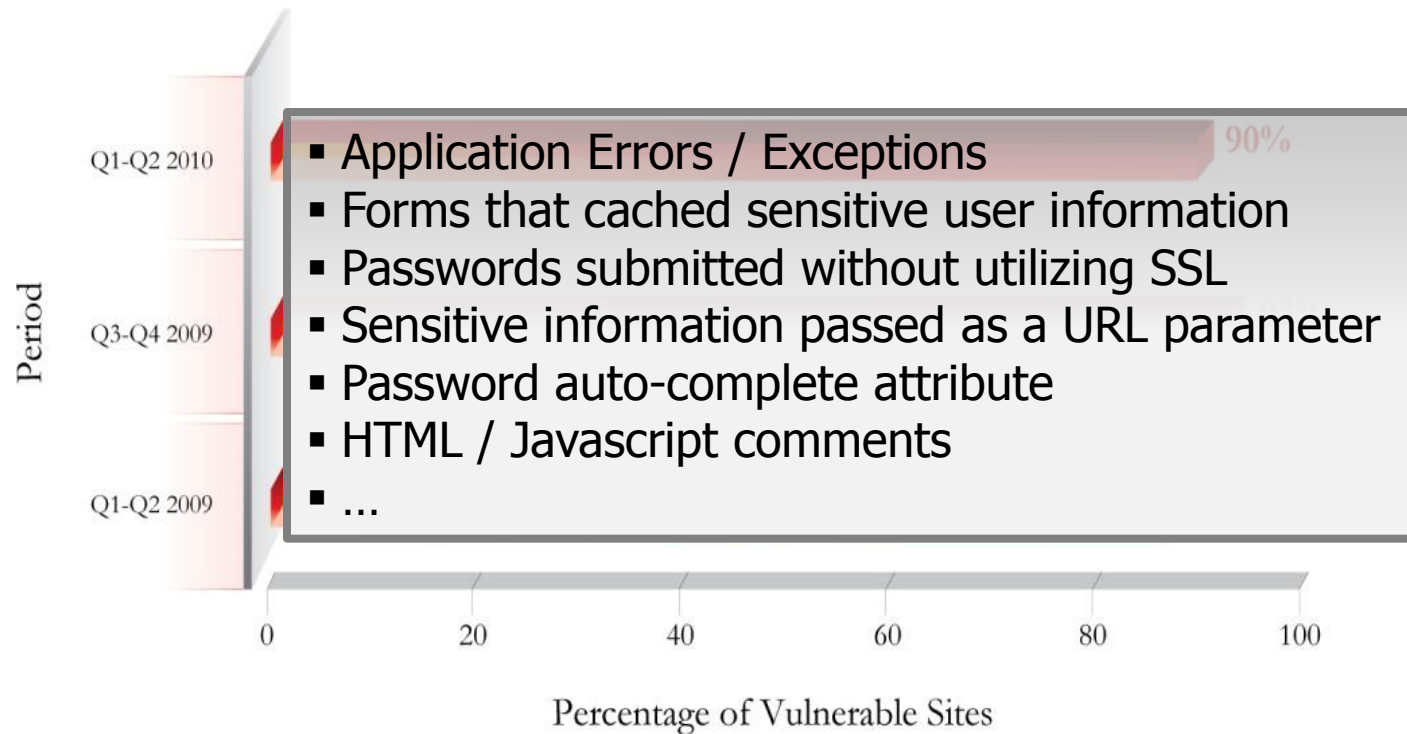 Period
Q1-Q2 2010
Q3-Q4 2009
Q1-Q2 2009
90%
▪ Application Errors / Exceptions
▪ Forms that cached sensitive user information
▪ Passwords submitted without utilizing SSL
▪ Sensitive information passed as a URL parameter
▪ Password auto-complete attribute
▪ HTML / Javascript comments
▪ ...
0 20 40 60 80 100
Percentage of Vulnerable Sites